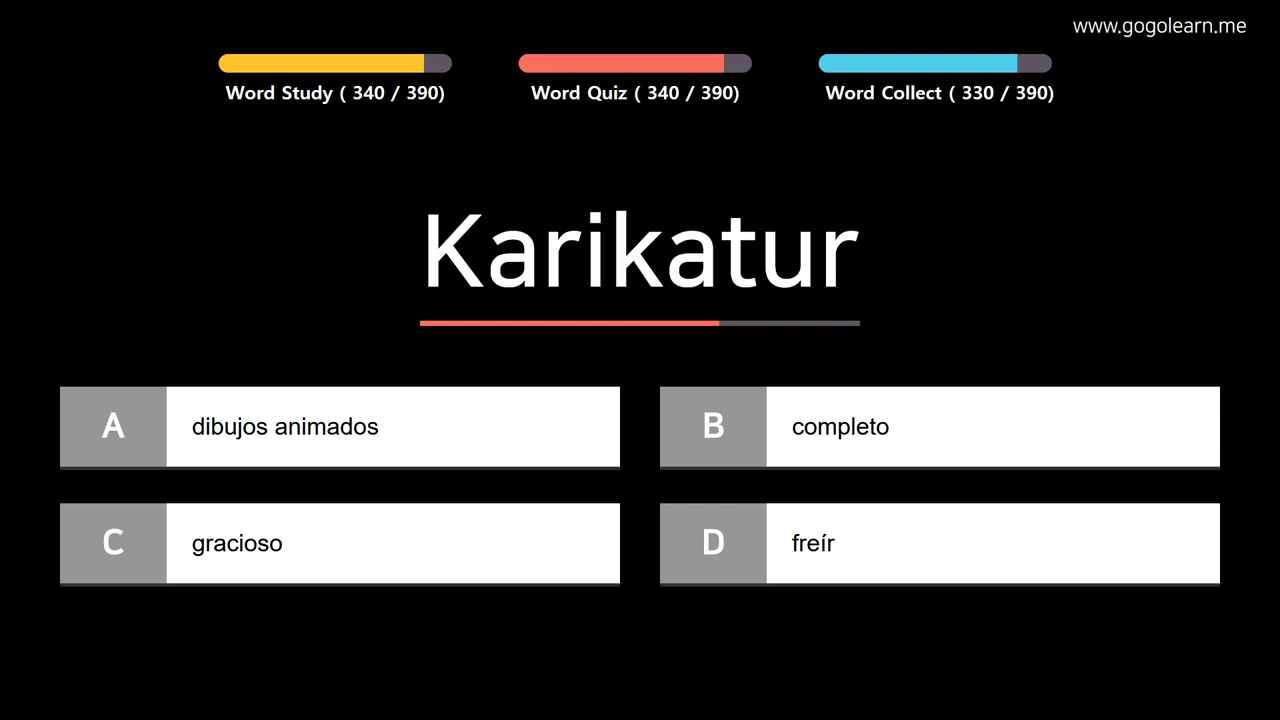 www.gogolearn.me
Word Study ( 340 / 390)
Word Quiz ( 340 / 390)
Word Collect ( 330 / 390)
Karikatur
A dibujos animados
B completo
C gracioso
D freír